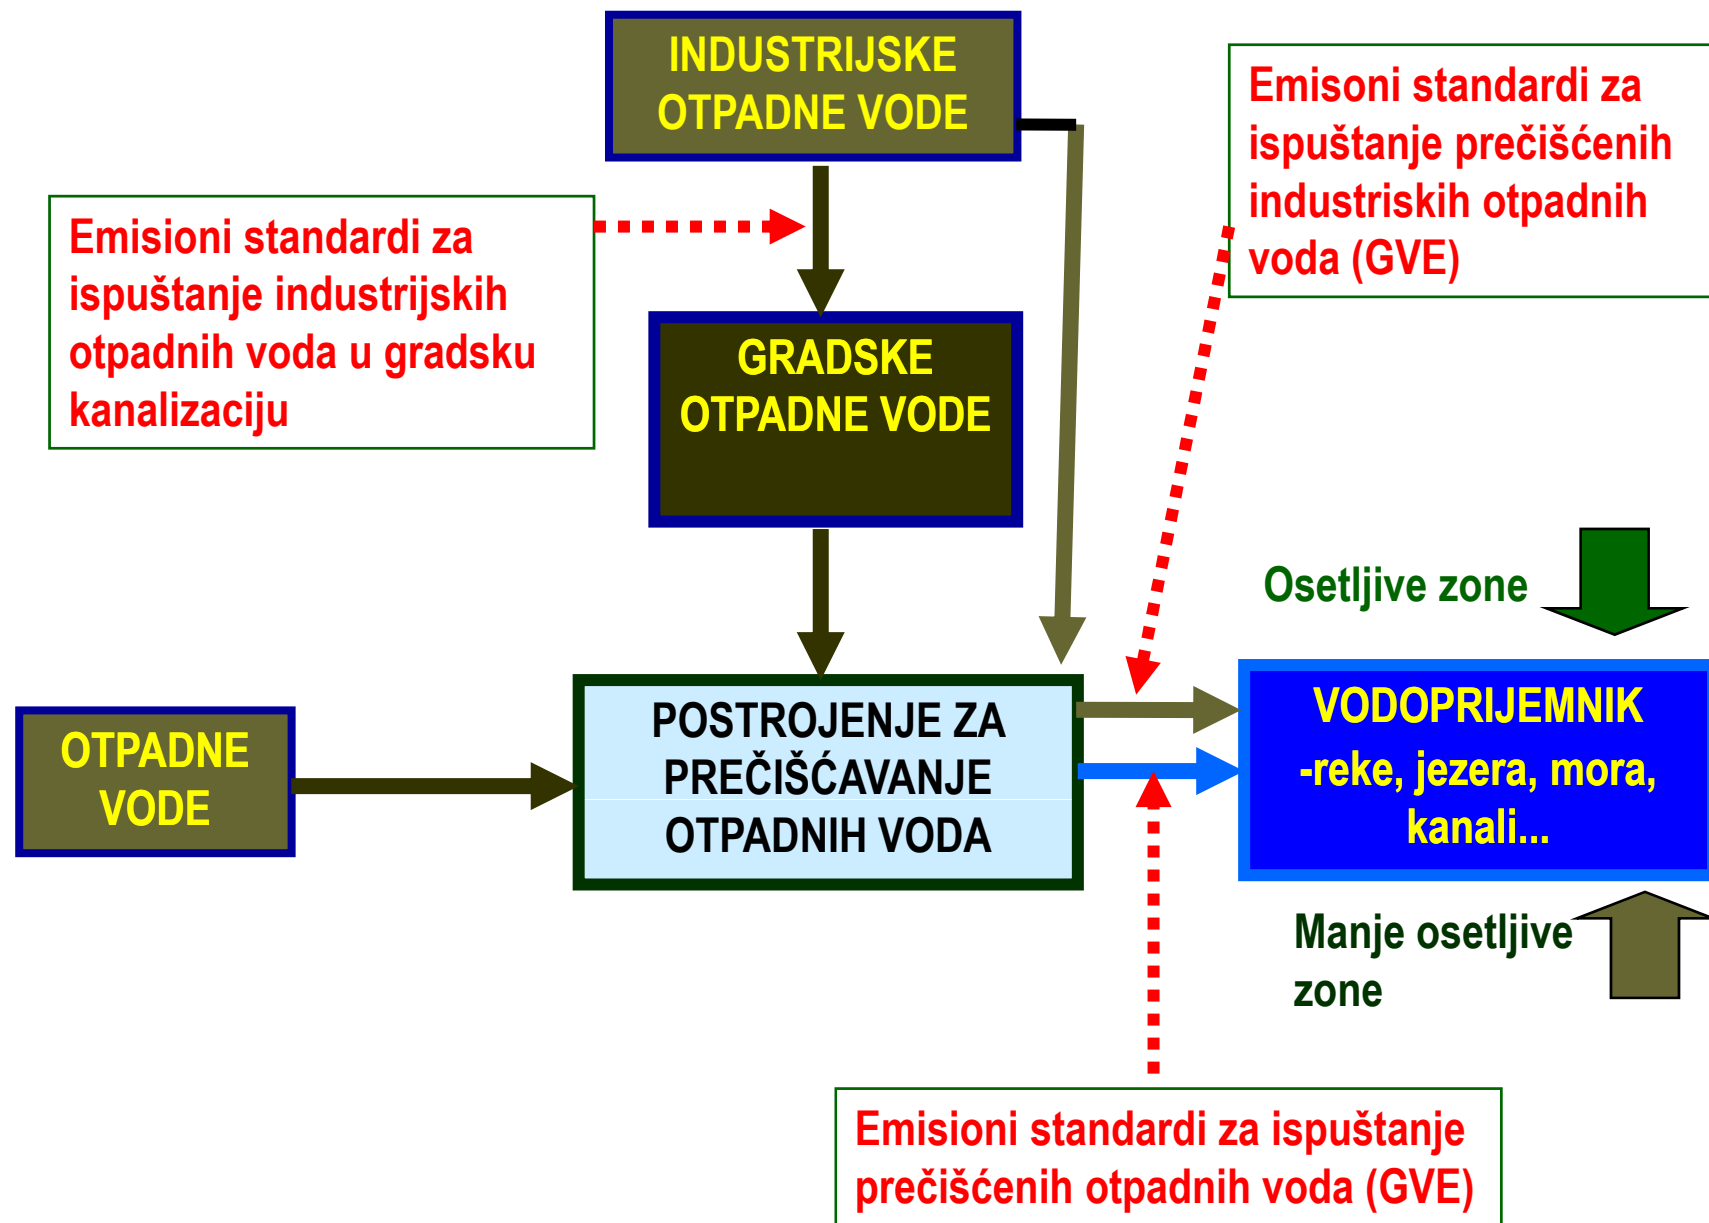 INDUSTRIJSKE
OTPADNE VODE
Emisoni standardi za
ispuštanje prečišćenih
industriskih otpadnih
voda (GVE)
Emisioni standardi za
ispuštanje industrijskih
otpadnih voda u gradsku
kanalizaciju
GRADSKE
OTPADNE VODE
Osetljive zone
OTPADNE
VODE
POSTROJENJE ZA
PREČIŠĆAVANJE
OTPADNIH VODA
VODOPRIJEMNIK
-reke, jezera, mora,
kanali...
Manje osetljive
zone
Emisioni standardi za ispuštanje
prečišćenih otpadnih voda (GVE)